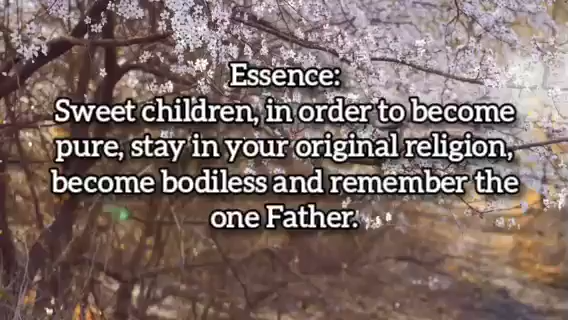 Essence:
Sweet children, in order to become
pure, stay in your original religion,
become bodiless and remember the
one Father.